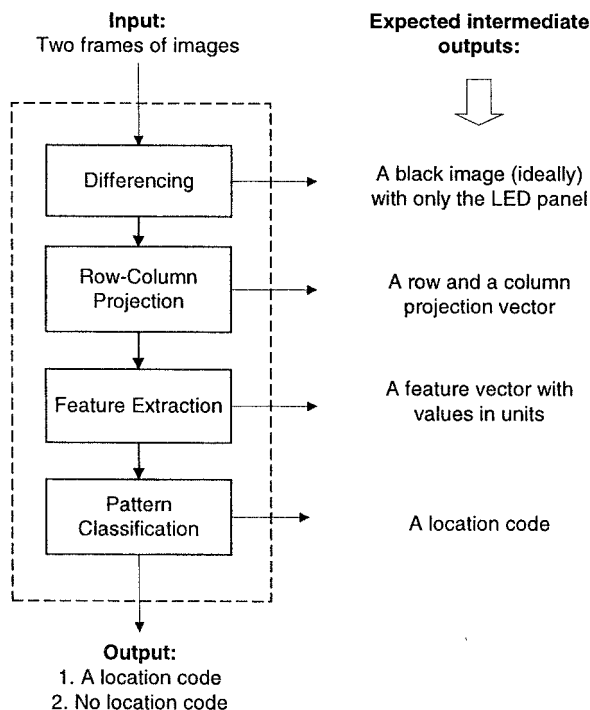 Input:
Two frames of images
Expected intermediate
outputs:
Differencing
A black image (ideally)
with only the LED panel
Row-Column
Projection
A row and a column
projection vector
Feature Extraction
A feature vector with
values in units
Pattern
Classification
A location code
Output:
1. A location code
2. No location code